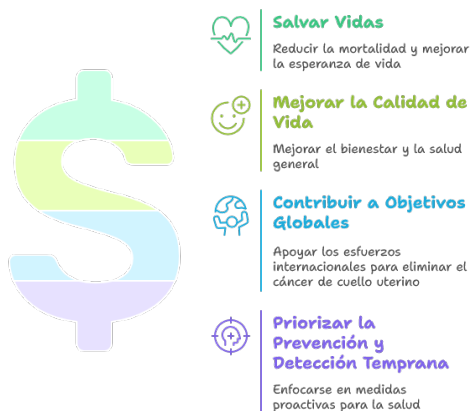 Salvar Vidas
Reducir la mortalidad y mejorar
la esperanza de vida
Mejorar la Calidad de
Vida
Mejorar el bienestar y la salud
general
Contribuir a Objetivos
Globales
Apoyar los esfuerzos
internacionales para eliminar el
cáncer de cuello uterino
Priorizar la
Prevención y
Detección Temprana
Enfocarse en medidas
proactivas para la salud